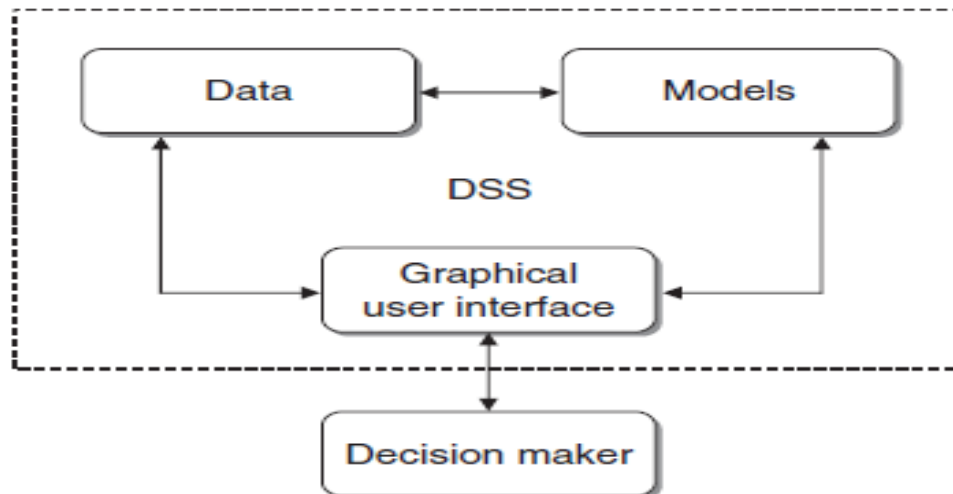 Data
Models
DSS
Graphical
user interface
Decision maker